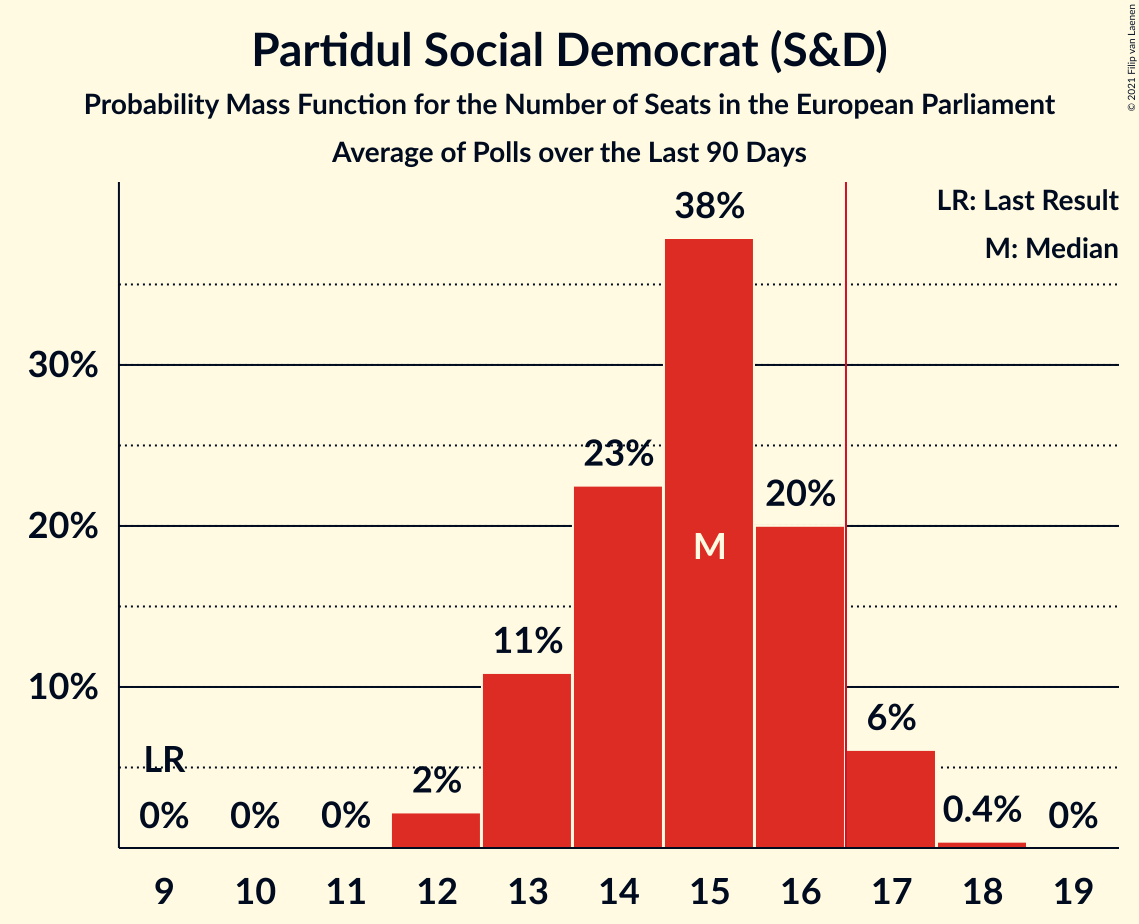 Partidul Social Democrat (S&D)
Probability Mass Function for the Number of Seats in the European Parliament
Average of Polls over the Last 90 Days
© 2021 Filip van Laenen
LR: Last Result
M: Median
38%
30%
23%
20%
M
20%
11%
10%
6%
LR
2%
0%
0%
0%
0.4%
0%
9 10 11 12 13 14 15 16 17 18 19